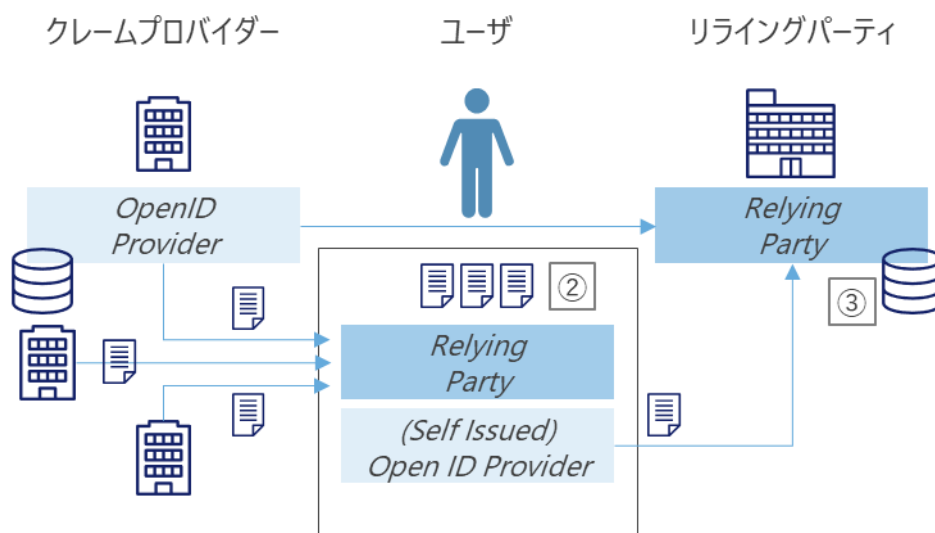 クレームプロバイダー
ユーザ
リライングパーティ
OpenID
Provider
Relying
Party
②
③
Relying
Party
(Self Issued)
Open ID Provider